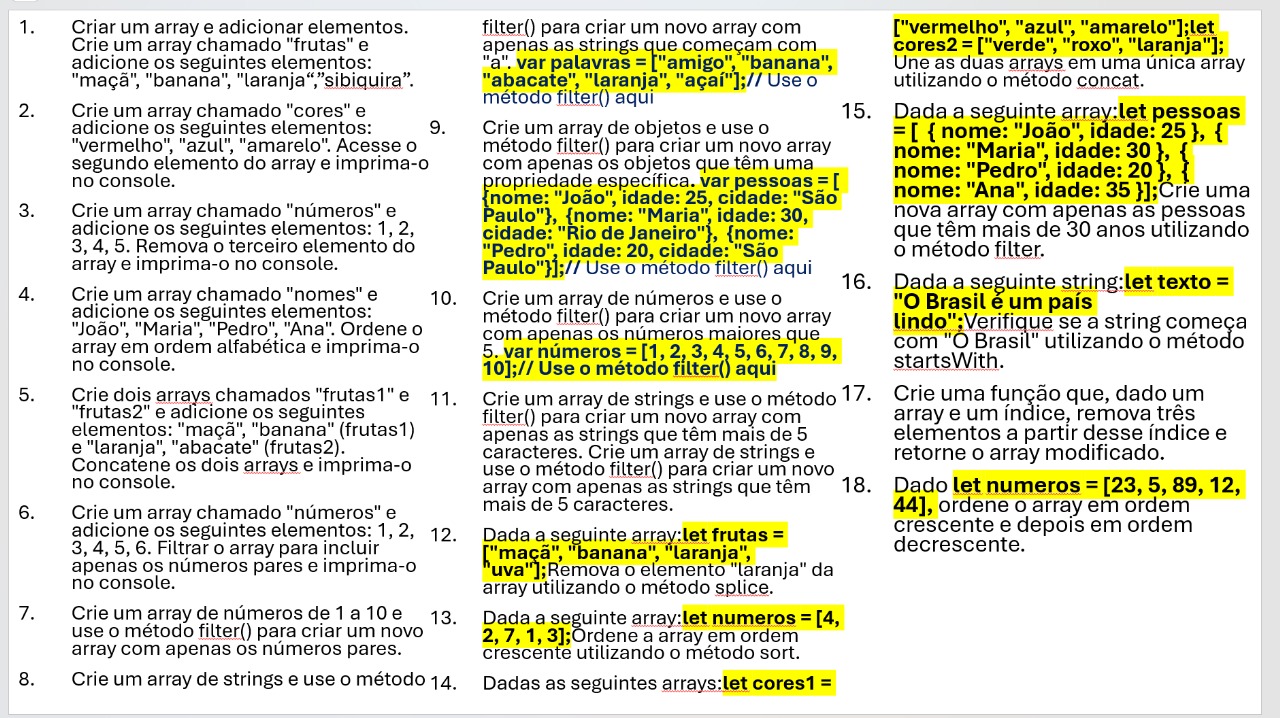 1. Criar um array e adicionar elementos.
Crie um array chamado "frutas" e
adicione os seguintes elementos:
"maçã", "banana", "laranja“,”sibiquira”.
2. Crie um array chamado "cores" e
adicione os seguintes elementos:
"vermelho", "azul", "amarelo". Acesse o
segundo elemento do array e imprima-o
no console.
3. Crie um array chamado "números" e
adicione os seguintes elementos: 1, 2,
3, 4, 5. Remova o terceiro elemento do
array e imprima-o no console.
4. Crie um array chamado "nomes" e
adicione os seguintes elementos:
"João", "Maria", "Pedro", "Ana". Ordene o
array em ordem alfabética e imprima-o
no console.
5. Crie dois arrays chamados "frutas1" e
"frutas2" e adicione os seguintes
elementos: "maçã", "banana" (frutas1)
e "laranja", "abacate" (frutas2).
Concatene os dois arrays e imprima-o
no console.
6. Crie um array chamado "números" e
adicione os seguintes elementos: 1, 2,
3, 4, 5, 6. Filtrar o array para incluir
apenas os números pares e imprima-o
no console.
7. Crie um array de números de 1 a 10 e
use o método filter() para criar um novo
array com apenas os números pares.
8. Crie um array de strings e use o método
filter() para criar um novo array com
apenas as strings que começam com
"a". var palavras = ["amigo", "banana",
"abacate", "laranja", "açaí"];// Use o
método filter() aqui
9. Crie um array de objetos e use o
método filter() para criar um novo array
com apenas os objetos que têm uma
propriedade específica. var pessoas = [
{nome: "João", idade: 25, cidade: "São
Paulo"}, {nome: "Maria", idade: 30,
cidade: "Rio de Janeiro"}, {nome:
"Pedro", idade: 20, cidade: "São
Paulo"}];// Use o método filter() aqui
10. Crie um array de números e use o
método filter() para criar um novo array
com apenas os números maiores que
5. var números = [1, 2, 3, 4, 5, 6, 7, 8, 9,
10];// Use o método filter() aqui
11. Crie um array de strings e use o método
filter() para criar um novo array com
apenas as strings que têm mais de 5
caracteres. Crie um array de strings e
use o método filter() para criar um novo
array com apenas as strings que têm
mais de 5 caracteres.
12. Dada a seguinte array:let frutas =
["maçã", "banana", "laranja",
"uva"];Remova o elemento "laranja" da
array utilizando o método splice.
13. Dada a seguinte array:let numeros = [4,
2, 7, 1, 3];Ordene a array em ordem
crescente utilizando o método sort.
14. Dadas as seguintes arrays:let cores1 =
["vermelho", "azul", "amarelo"];let
cores2 = ["verde", "roxo", "laranja"];
Une as duas arrays em uma única array
utilizando o método concat.
15. Dada a seguinte array:let pessoas
= [ { nome: "João", idade: 25 }, {
nome: "Maria", idade: 30 }, {
nome: "Pedro", idade: 20 }, {
nome: "Ana", idade: 35 }];Crie uma
nova array com apenas as pessoas
que têm mais de 30 anos utilizando
o método filter.
16. Dada a seguinte string:let texto =
"O Brasil é um país
lindo";Verifique se a string começa
com "O Brasil" utilizando o método
startsWith.
17. Crie uma função que, dado um
array e um índice, remova três
elementos a partir desse índice e
retorne o array modificado.
18. Dado let numeros = [23, 5, 89, 12,
44], ordene o array em ordem
crescente e depois em ordem
decrescente.